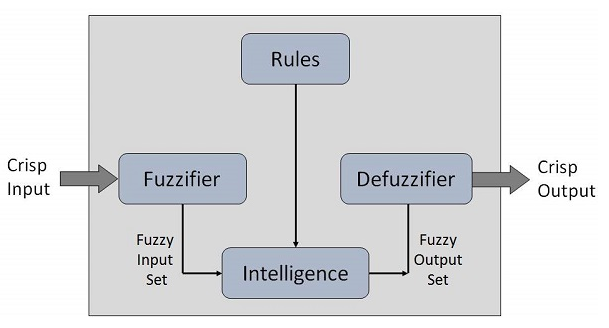 Rules
Crisp
Input
Fuzzifier
Defuzzifier
Crisp
Output
Fuzzy
Input
Set
Intelligence
Fuzzy
Output
Set